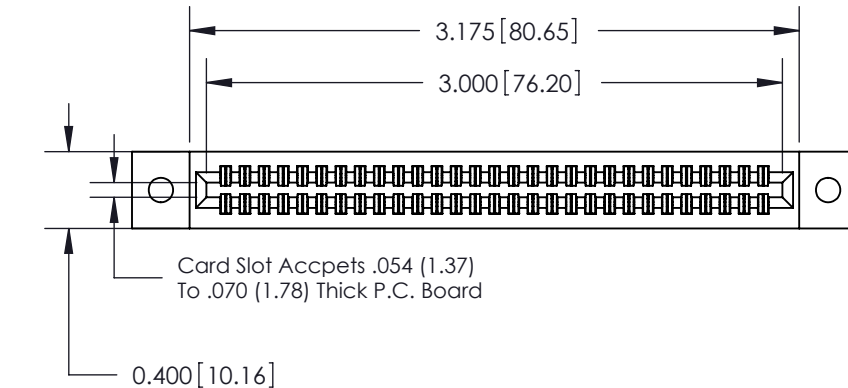 3.175[80.65]
3.000[76.20]
Card Slot Accpets .054 (1.37)
To .070 (1.78) Thick P.C. Board
0.400[10.16]